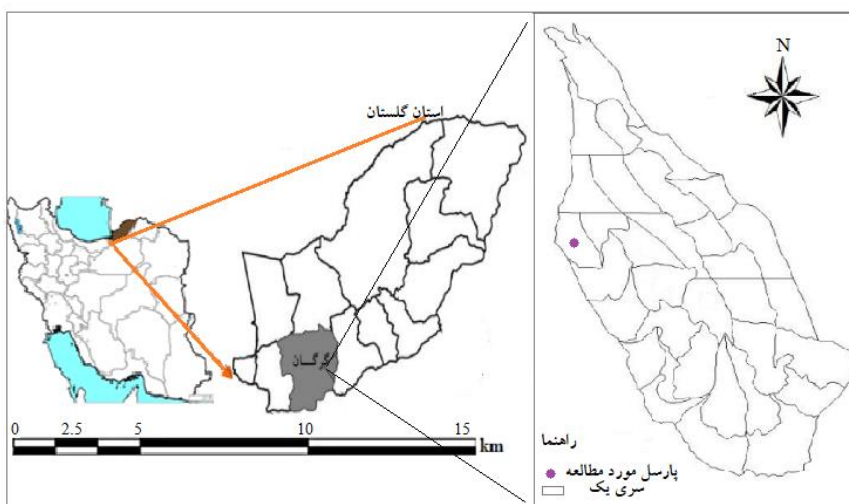 استان گلستان
گرگان
0 2.5 5 10 15
km
N
راهنما
پارسل مورد مطالعه
سری یک